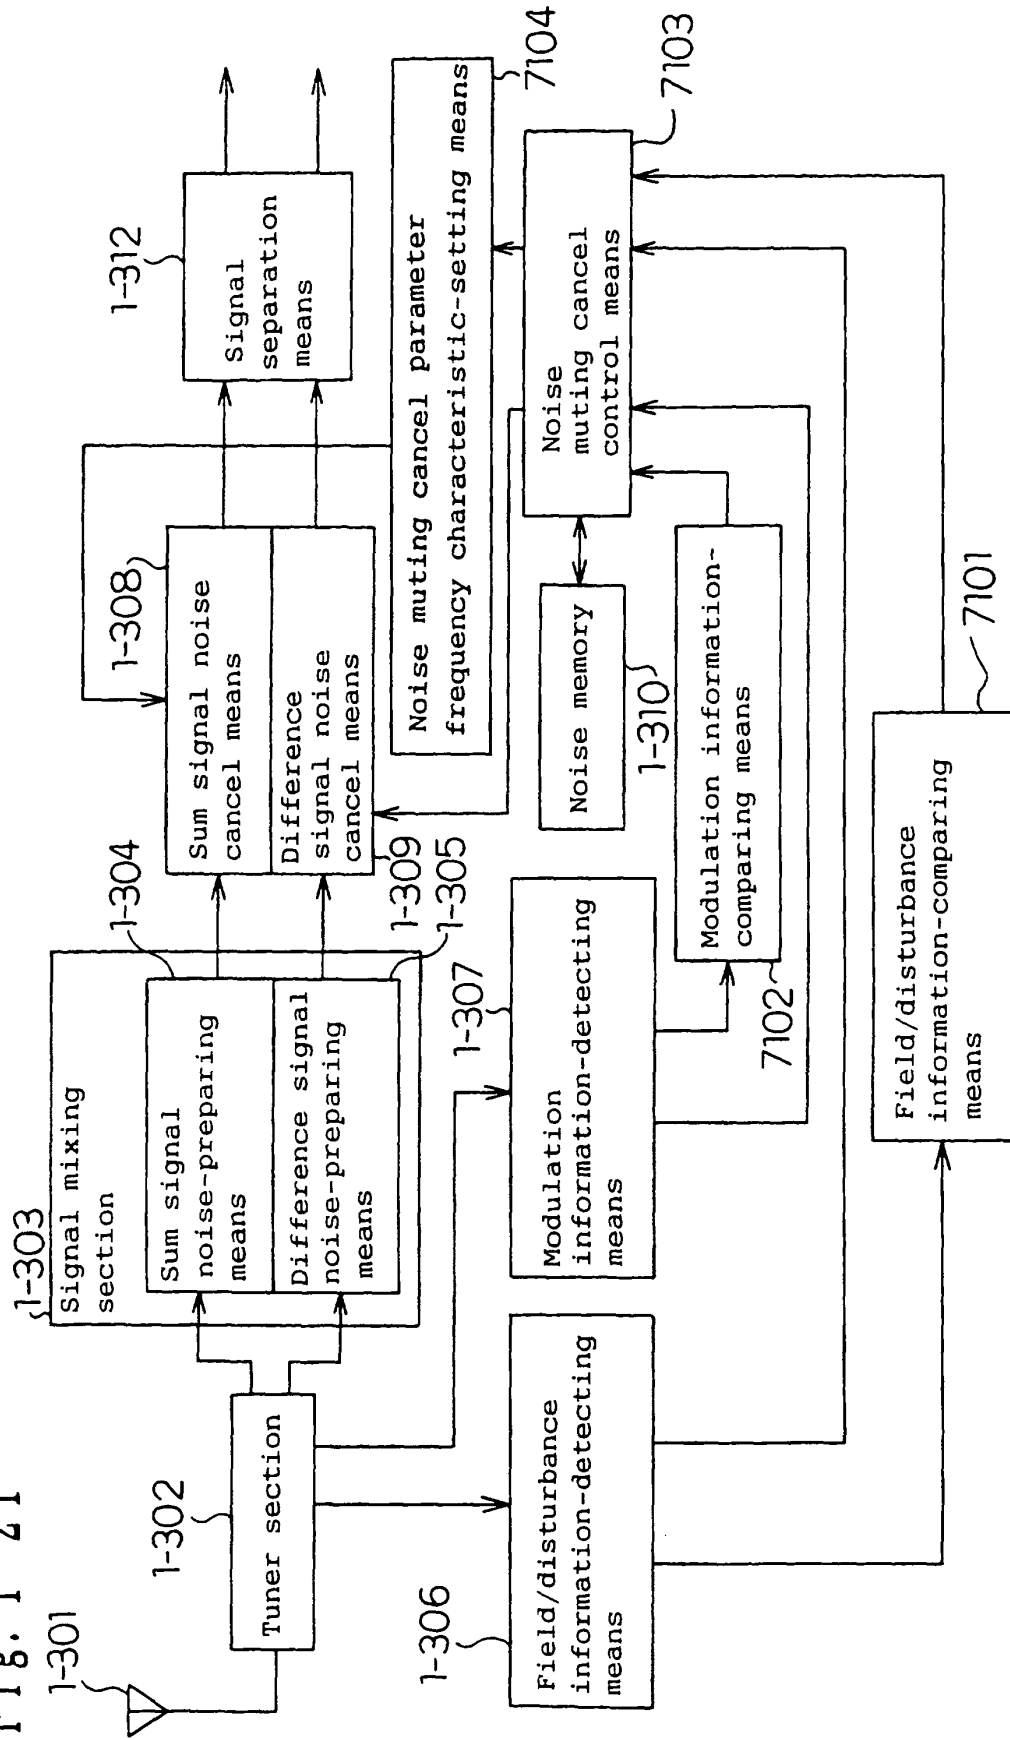 1-301
1-302
Tuner section
1-303
Signal mixing
section
Sum signal
noise-preparing
means
Difference signal
noise-preparing
means
1-304
1-305
1-308
Sum signal noise
cancel means
Difference
signal noise
cancel means
1-309
1-312
Signal
separation
means
Noise muting cancel parameter
frequency characteristic-setting means
7104
1-306
Field/disturbance
information-detecting
means
1-307
Modulation
information-detecting
means
Noise memory
1-310
Noise
muting cancel
control means
7103
Modulation information-
comparing means
7102
Field/disturbance
information-comparing
means
7101